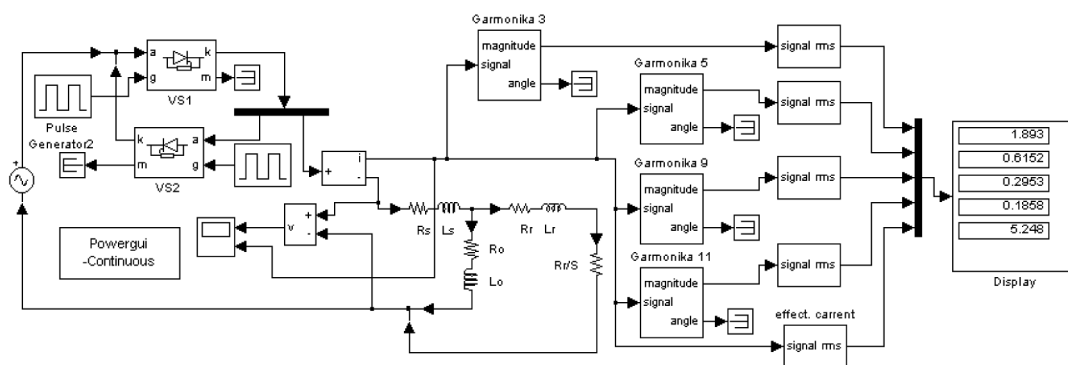 Garmonika 3
magnitude
signal
angle
signal rms
a
k
g
m
VS1
Pulse
Generator2
k
a
m
g
VS2
Garmonika 5
magnitude
signal
angle
signal rms
i
+
-
+
v
-
+
Rs
Ls
Rr
Lr
Ro
Lo
Rr/S
Powergui
-Continuous
Garmonika 9
magnitude
signal
angle
signal rms
Garmonika 11
magnitude
signal
angle
signal rms
effect. carrent
signal rms
1.893
0.6152
0.2953
0.1858
5.248
Display